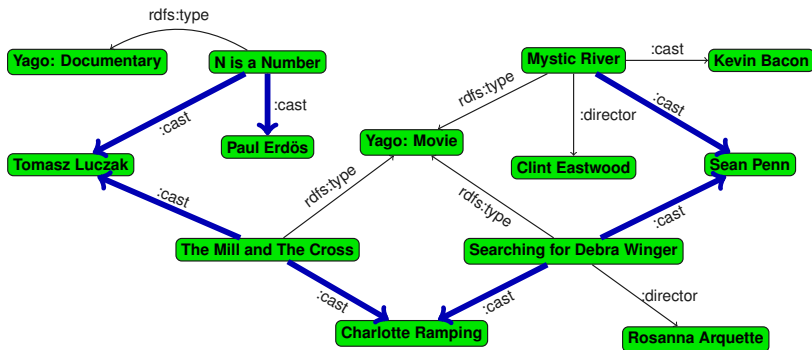 rdfs:type
Yago: Documentary
N is a Number
Mystic River
:cast
Kevin Bacon
:cast
:cast
rdfs:type
:director
:cast
Paul Erdös
Yago: Movie
Tomasz Luczak
Clint Eastwood
Sean Penn
:cast
rdfs:type
rdfs:type
:cast
The Mill and The Cross
Searching for Debra Winger
:cast
:cast
:director
Charlotte Ramping
Rosanna Arquette